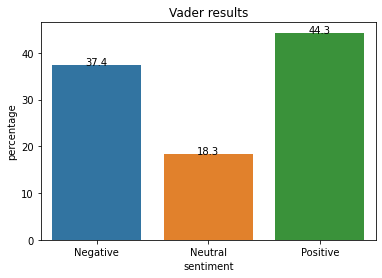 Vader results
percentage
40
30
20
10
0
37.4
18.3
44.3
Negative Neutral Positive
sentiment